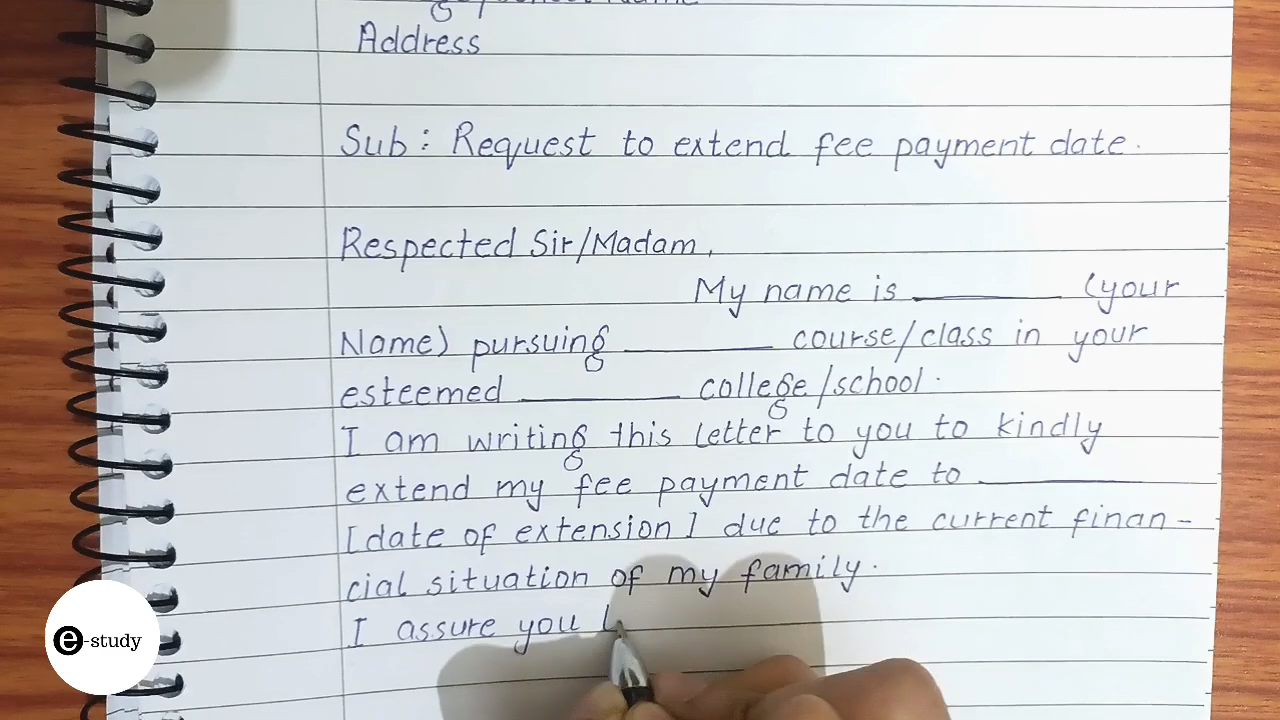 Address
Sub: Request to extend fee payment date.
Respected Sir/Madam,
My name is ________ (your
Name) pursuing ________ course/class in your
esteemed ________ college/school.
I am writing this letter to you to kindly
extend my fee payment date to ________
[date of extension] due to the current finan-
cial situation of my family.
I assure you
e-study